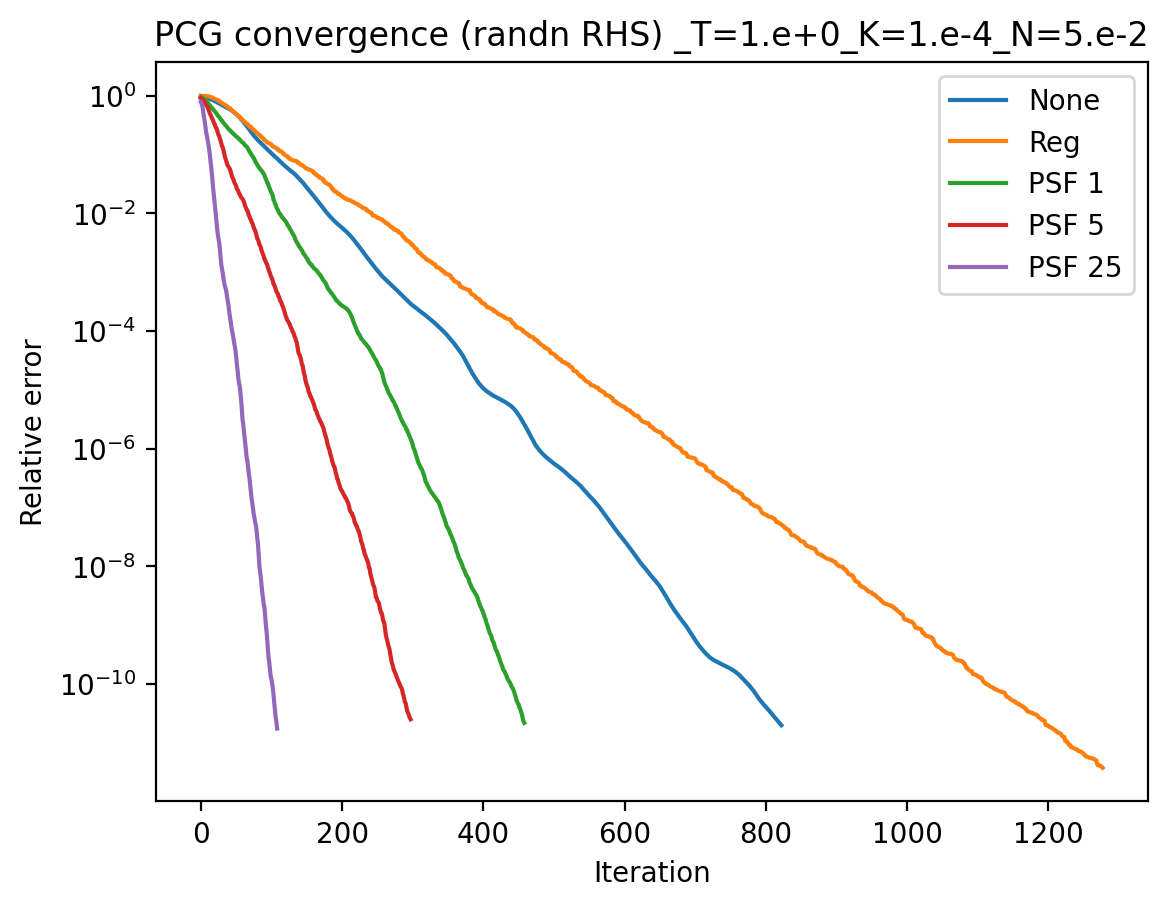 PCG convergence (randn RHS) _T=1.e+0_K=1.e-4_N=5.e-2
None
Reg
PSF 1
PSF 5
PSF 25
Relative error
10⁰
10⁻²
10⁻⁴
10⁻⁶
10⁻⁸
10⁻¹⁰
0 200 400 600 800 1000 1200
Iteration